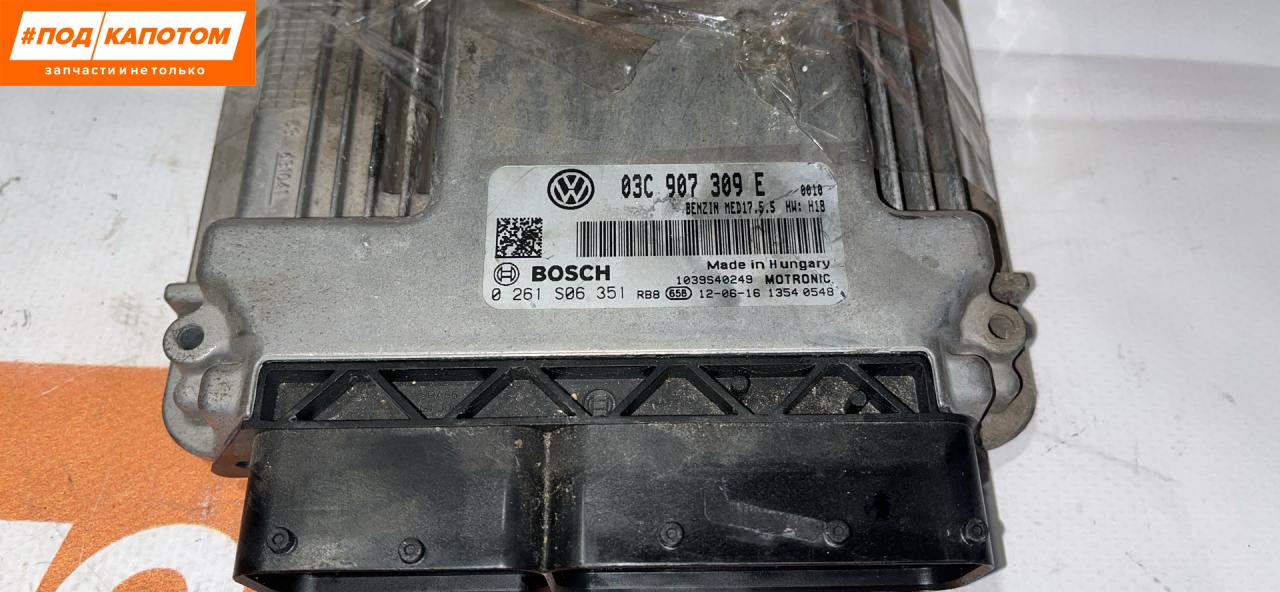 #ПОД КАПОТОМ
запчасти и не только
03C 907 309 E 0010
BENZIN MED17.5.5 HW: H18
Made in Hungary
BOSCH
1039S40249 MOTRONIC
0 261 S06 351 RB8 658 12-06-16 1354 0548